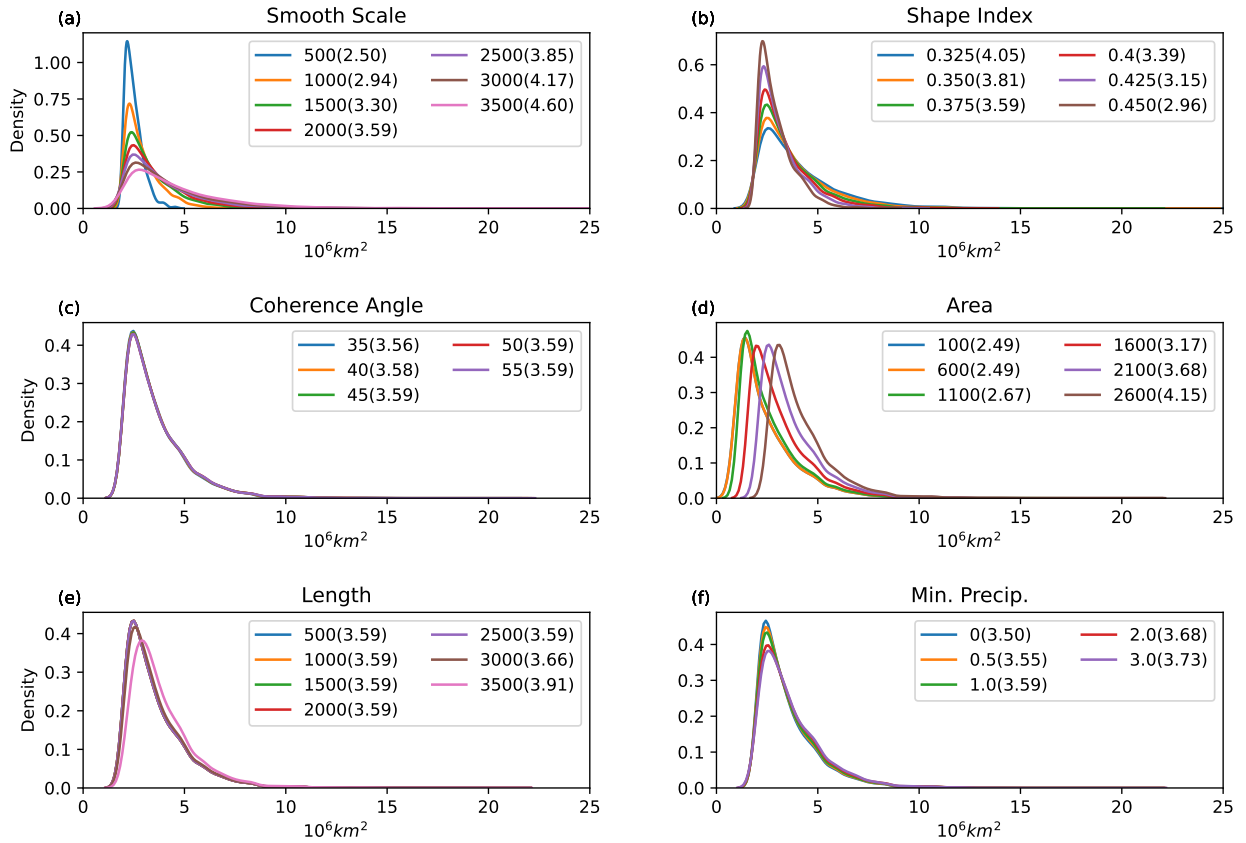 (a) Smooth Scale
Density
1.00
0.75
0.50
0.25
0.00
500(2.50) 2500(3.85)
1000(2.94) 3000(4.17)
1500(3.30) 3500(4.60)
2000(3.59)
0 5 10 15 20 25
10^6 km^2
(b) Shape Index
0.6
0.4
0.2
0.0
0.325(4.05) 0.4(3.39)
0.350(3.81) 0.425(3.15)
0.375(3.59) 0.450(2.96)
0 5 10 15 20 25
10^6 km^2
(c) Coherence Angle
Density
0.4
0.3
0.2
0.1
0.0
35(3.56) 50(3.59)
40(3.58) 55(3.59)
45(3.59)
0 5 10 15 20 25
10^6 km^2
(d) Area
0.4
0.3
0.2
0.1
0.0
100(2.49) 1600(3.17)
600(2.49) 2100(3.68)
1100(2.67) 2600(4.15)
0 5 10 15 20 25
10^6 km^2
(e) Length
Density
0.4
0.3
0.2
0.1
0.0
500(3.59) 2500(3.59)
1000(3.59) 3000(3.66)
1500(3.59) 3500(3.91)
2000(3.59)
0 5 10 15 20 25
10^6 km^2
(f) Min. Precip.
0.4
0.3
0.2
0.1
0.0
0(3.50) 2.0(3.68)
0.5(3.55) 3.0(3.73)
1.0(3.59)
0 5 10 15 20 25
10^6 km^2